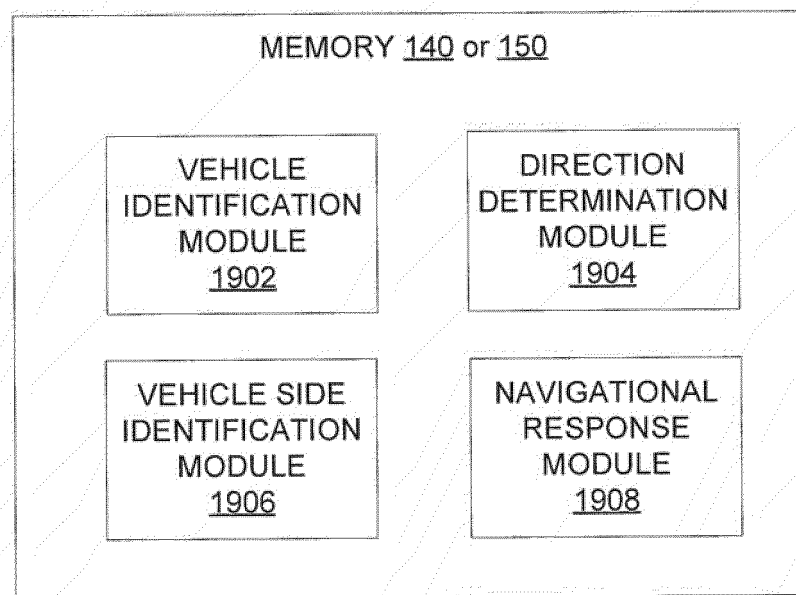 MEMORY 140 or 150
VEHICLE
IDENTIFICATION
MODULE
1902
DIRECTION
DETERMINATION
MODULE
1904
VEHICLE SIDE
IDENTIFICATION
MODULE
1906
NAVIGATIONAL
RESPONSE
MODULE
1908